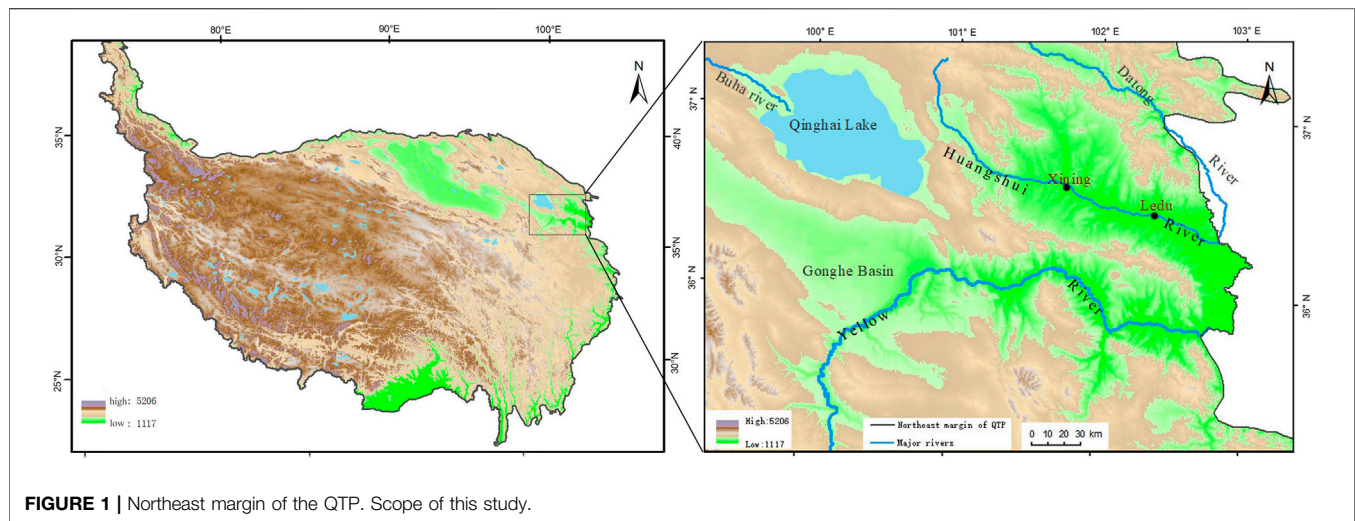 80°E 90°E 100°E
N
35°N
30°N
25°N
40°N
35°N
30°N
high: 5206
low : 1117
100° E 101° E 102° E 103° E
N
37° N
36° N
37° N
36° N
Buha river
Qinghai Lake
Datong
River
Huangshui
Xining
Ledu
River
Gonghe Basin
Yellow
River
High:5206
Low:1117
Northeast margin of QTP
Major rivers
0 10 20 30 km
FIGURE 1 | Northeast margin of the QTP. Scope of this study.